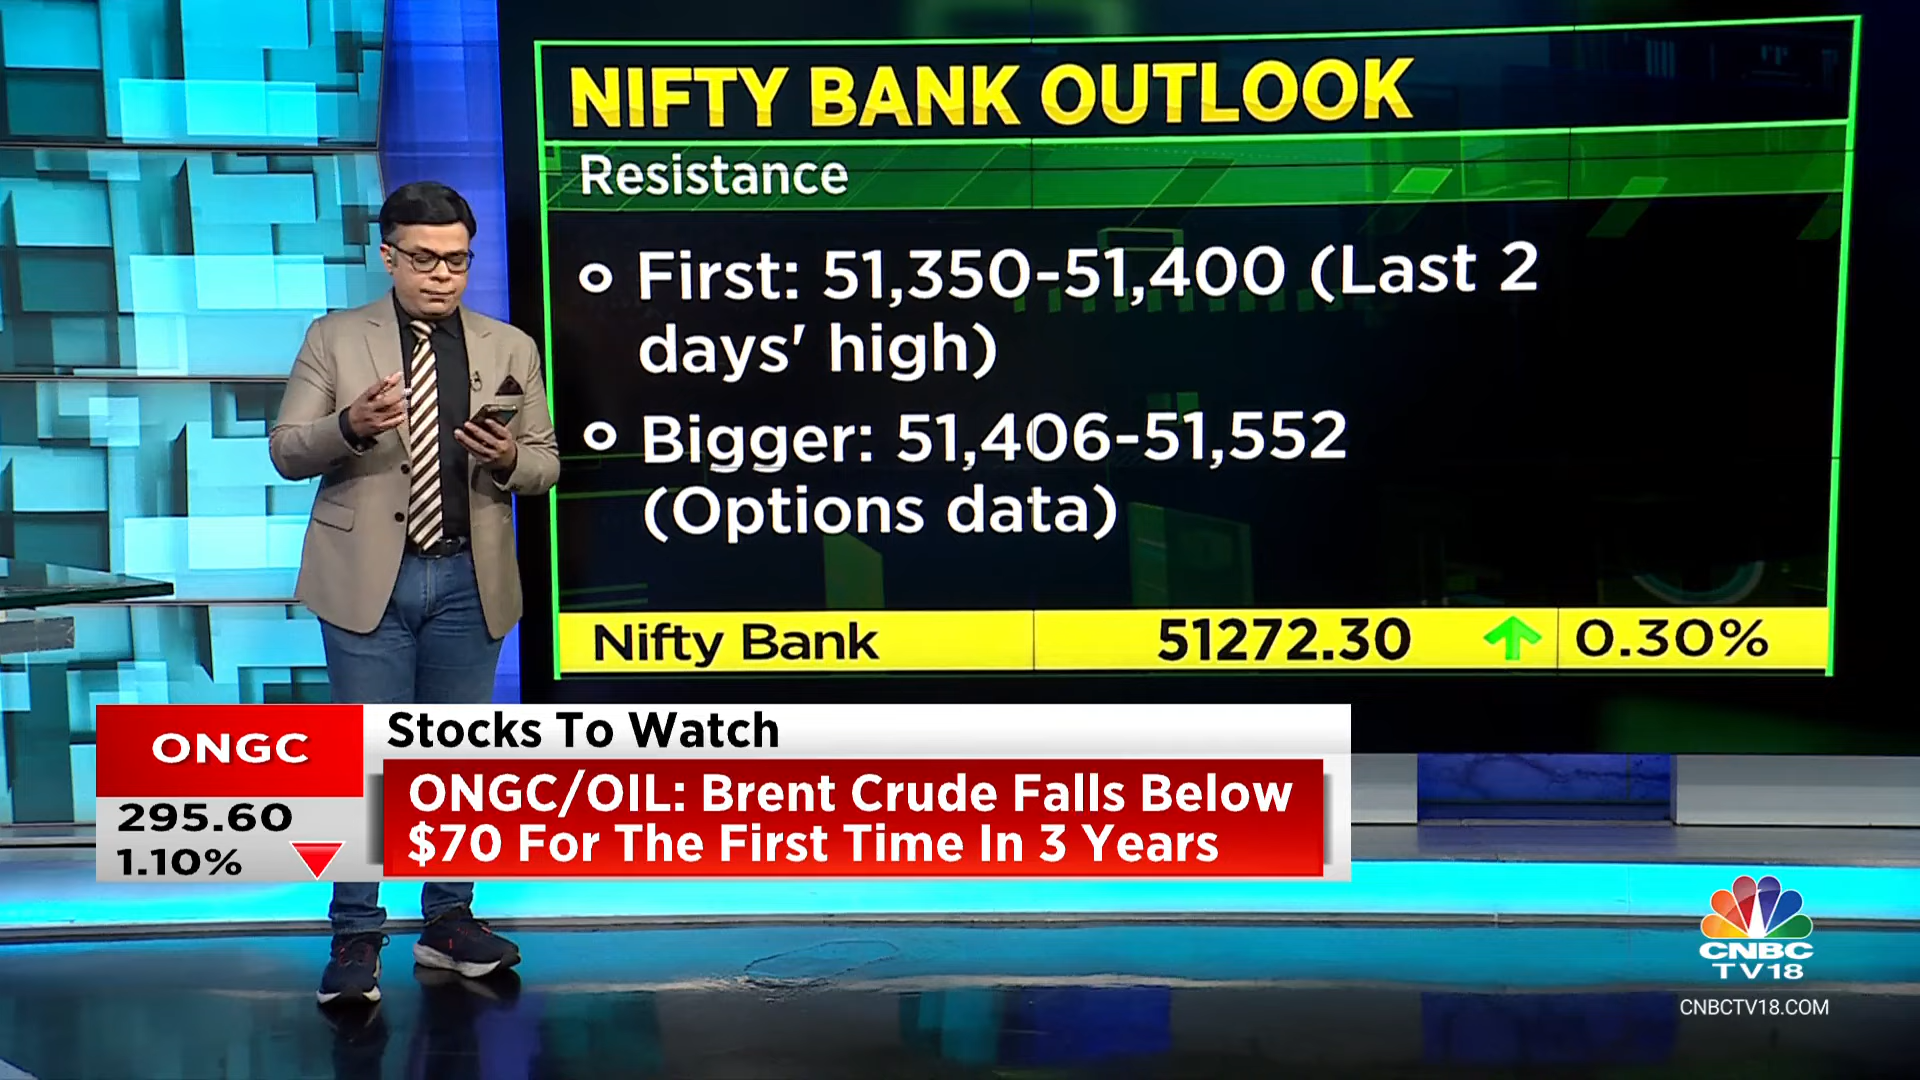 NIFTY BANK OUTLOOK
Resistance
First: 51,350-51,400 (Last 2
days' high)
Bigger: 51,406-51,552
(Options data)
Nifty Bank 51272.30 0.30%
ONGC
295.60
1.10%
Stocks To Watch
ONGC/OIL: Brent Crude Falls Below
$70 For The First Time In 3 Years
CNBC
TV18
CNBCTV18.COM